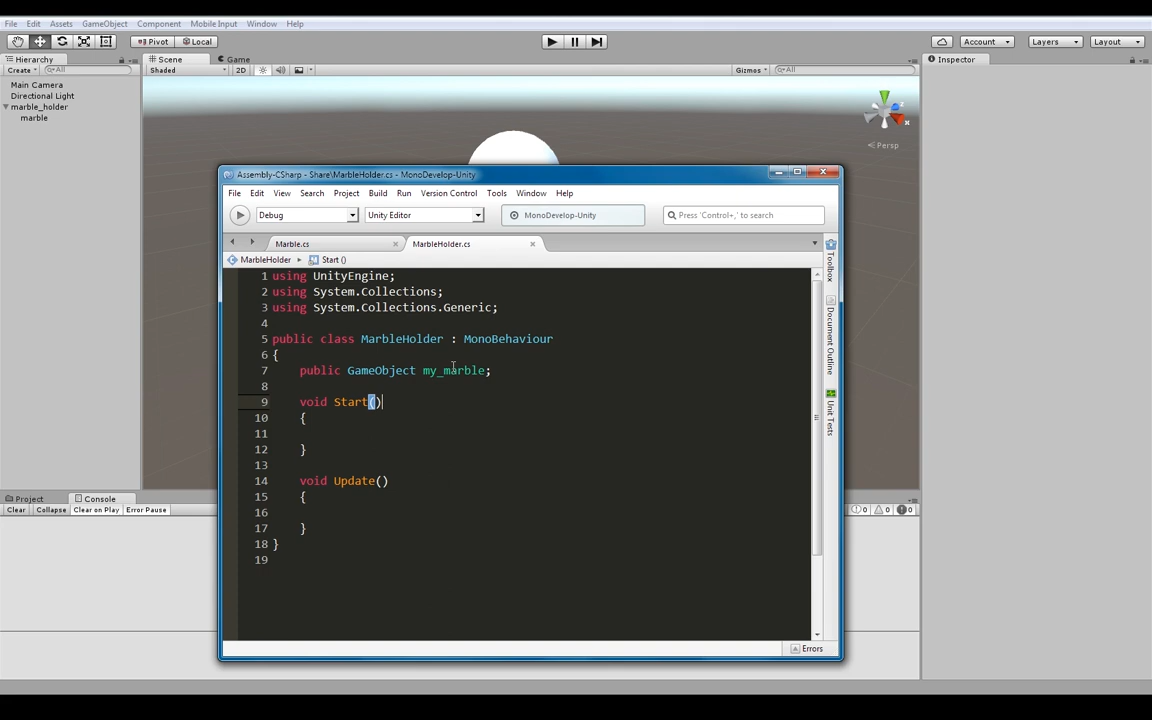 File Edit Assets GameObject Component Mobile Input Window Help
Pivot Local Account Layers Layout
Hierarchy Scene Game Inspector
Create All Shaded 2D Gizmos All
Main Camera
Directional Light
marble_holder
marble
Persp
Assembly-CSharp - Share\MarbleHolder.cs - MonoDevelop-Unity
File Edit View Search Project Build Run Version Control Tools Window Help
Debug Unity Editor MonoDevelop-Unity Press 'Control+,' to search
Marble.cs MarbleHolder.cs
MarbleHolder Start ()
1 using UnityEngine;
2 using System.Collections;
3 using System.Collections.Generic;
4
5 public class MarbleHolder : MonoBehaviour
6 {
7 public GameObject my_marble;
8
9 void Start()
10 {
11
12 }
13
14 void Update()
15 {
16
17 }
18 }
19
Toolbox
Document Outline
Unit Tests
Errors
Project Console
Clear Collapse Clear on Play Error Pause 0 0 0